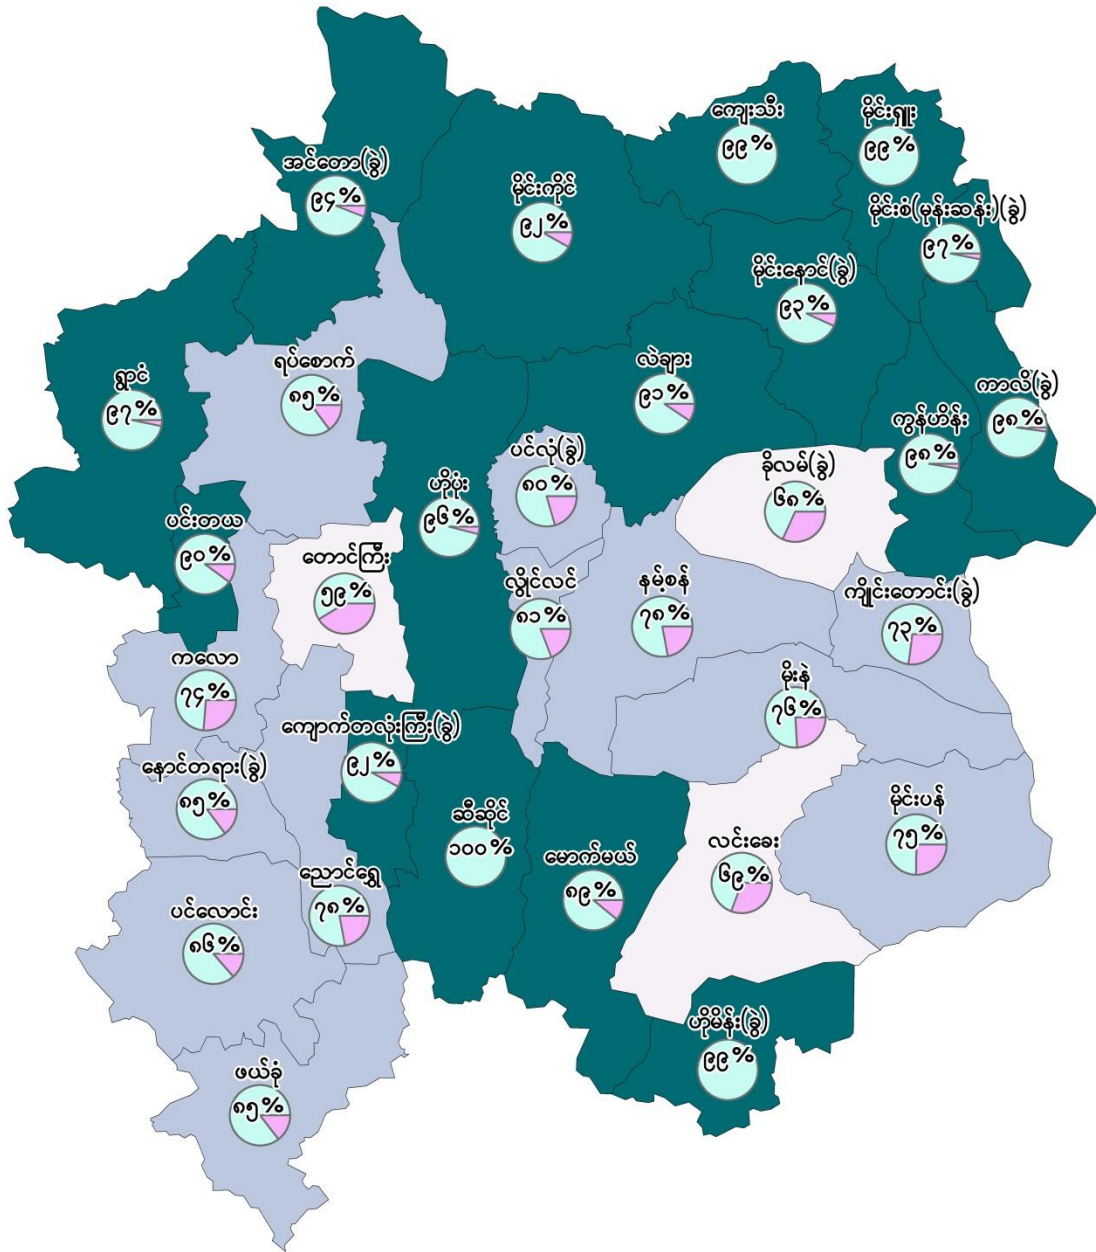 ကျေးသီး
၉၉%
မိုင်းရှူး
၉၉%
အင်တော(ခွဲ)
၉၄%
မိုင်းကိုင်
၉၂%
မိုင်းစံ(မုန်းဆန်း)(ခွဲ)
၉၇%
မိုင်းနောင်(ခွဲ)
၉၃%
ရပ်စောက်
၈၅%
လဲချား
၉၁%
ရွာငံ
၉၇%
ကာလိ(ခွဲ)
၉၈%
ကွန်ဟိန်း
၉၈%
ပင်လုံ(ခွဲ)
၈၀%
ခိုလမ်(ခွဲ)
၆၈%
ဟိုပုံး
၉၆%
ပင်းတယ
၉၀%
တောင်ကြီး
၅၉%
လွိုင်လင်
၈၁%
နမ့်စန်
၇၈%
ကျိုင်းတောင်း(ခွဲ)
၇၃%
ကလော
၇၄%
မိုးနဲ
၇၆%
ကျောက်တလုံးကြီး(ခွဲ)
၉၂%
နောင်တရား(ခွဲ)
၈၅%
ဆီဆိုင်
၁၀၀%
မိုင်းပန်
၇၅%
လင်းခေး
၆၉%
မောက်မယ်
၈၉%
ညောင်ရွှေ
၇၈%
ပင်လောင်း
၈၆%
ဟိုမိန်း(ခွဲ)
၉၉%
ဖယ်ခုံ
၈၅%